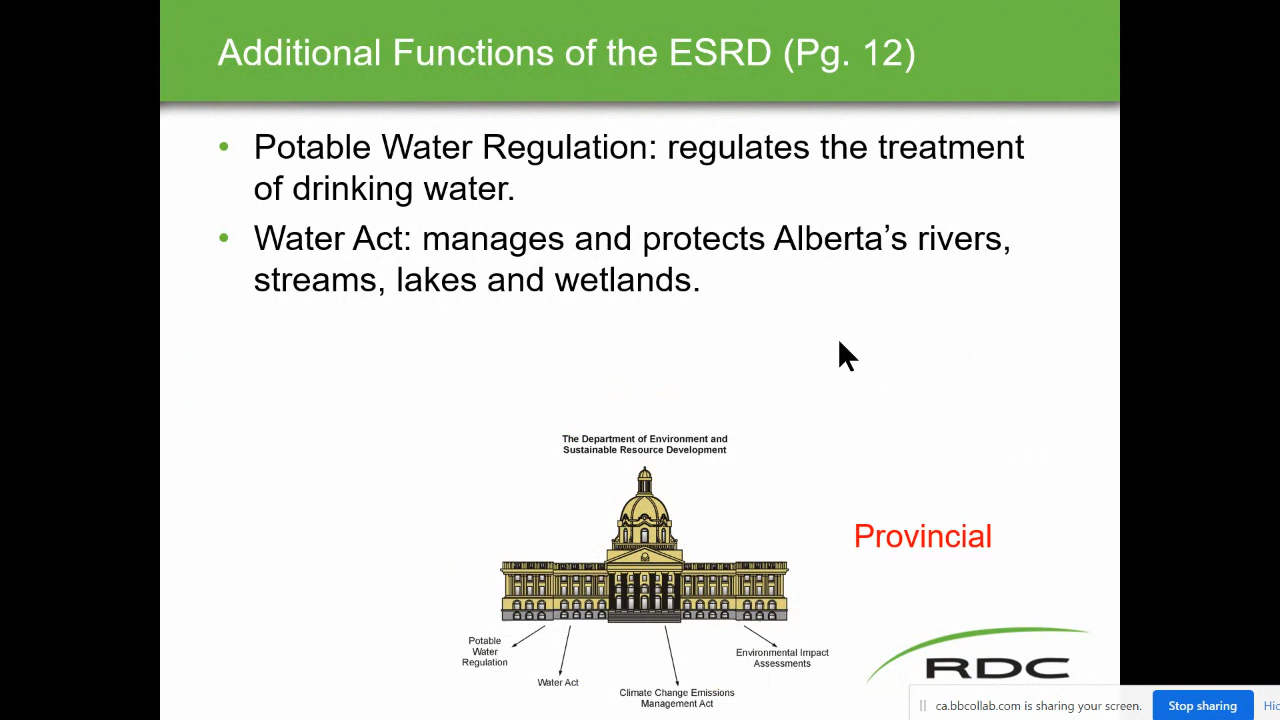 Additional Functions of the ESRD (Pg. 12)
• Potable Water Regulation: regulates the treatment
of drinking water.
• Water Act: manages and protects Alberta’s rivers,
streams, lakes and wetlands.
The Department of Environment and
Sustainable Resource Development
Provincial
Potable
Water
Regulation
Water Act
Climate Change Emissions
Management Act
Environmental Impact
Assessments
RDC
ca.bbcollab.com is sharing your screen.
Stop sharing